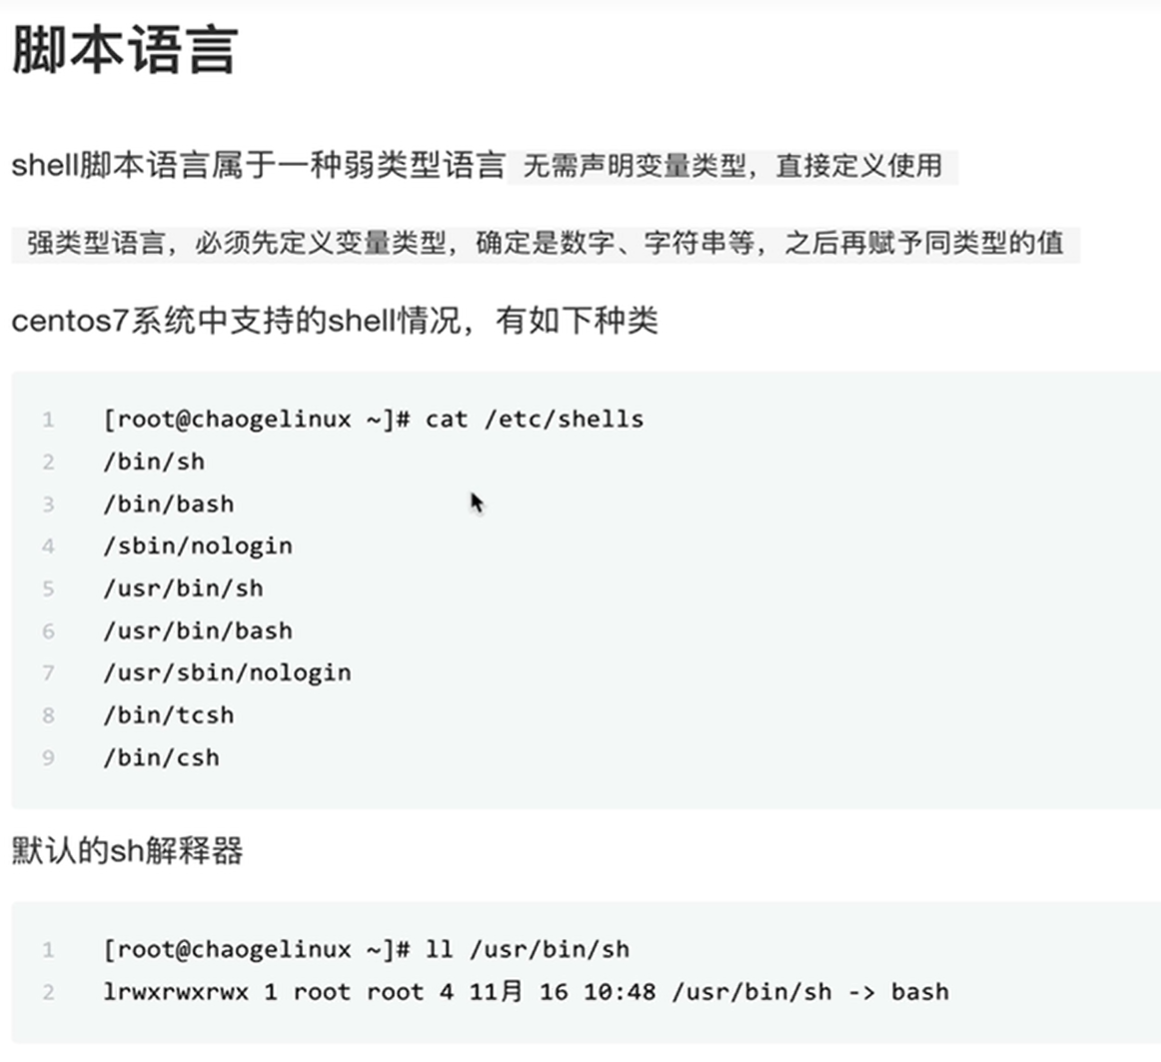 脚本语言
shell脚本语言属于一种弱类型语言 无需声明变量类型，直接定义使用
强类型语言，必须先定义变量类型，确定是数字、字符串等，之后再赋予同类型的值
centos7系统中支持的shell情况，有如下种类
1 [root@chaogelinux ~]# cat /etc/shells
2 /bin/sh
3 /bin/bash
4 /sbin/nologin
5 /usr/bin/sh
6 /usr/bin/bash
7 /usr/sbin/nologin
8 /bin/tcsh
9 /bin/csh
默认的sh解释器
1 [root@chaogelinux ~]# ll /usr/bin/sh
2 lrwxrwxrwx 1 root root 4 11月 16 10:48 /usr/bin/sh -> bash